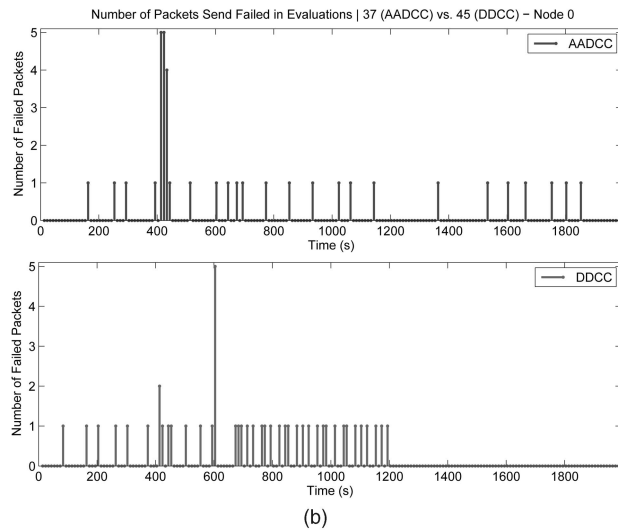 Number of Packets Send Failed in Evaluations | 37 (AADCC) vs. 45 (DDCC) − Node 0
AADCC
Number of Failed Packets
5
4
3
2
1
0
0 200 400 600 800 1000 1200 1400 1600 1800
Time (s)
DDCC
Number of Failed Packets
5
4
3
2
1
0
0 200 400 600 800 1000 1200 1400 1600 1800
Time (s)
(b)